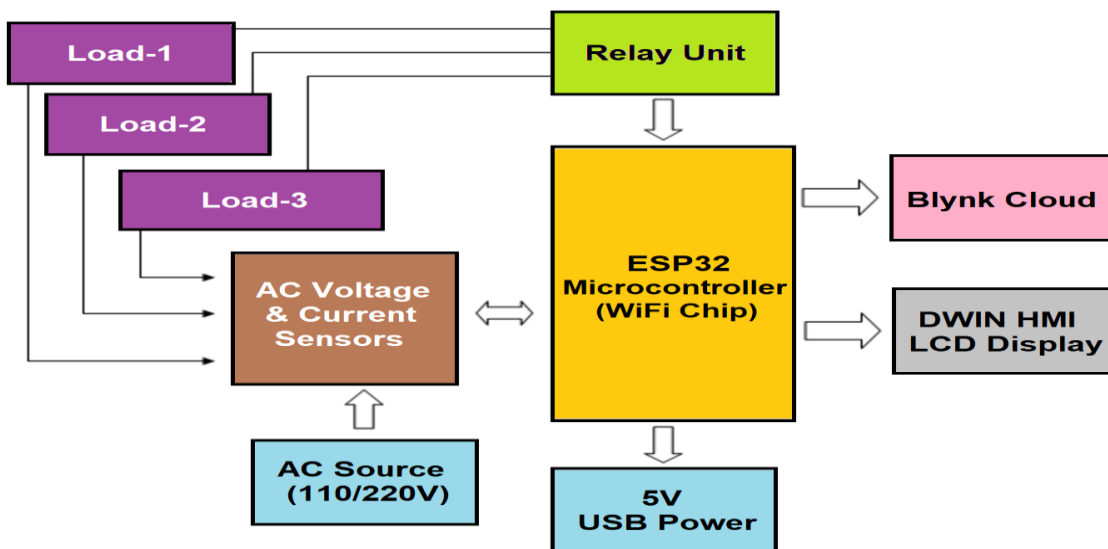 Load-1
Load-2
Load-3
Relay Unit
AC Voltage
& Current
Sensors
ESP32
Microcontroller
(WiFi Chip)
Blynk Cloud
DWIN HMI
LCD Display
AC Source
(110/220V)
5V
USB Power